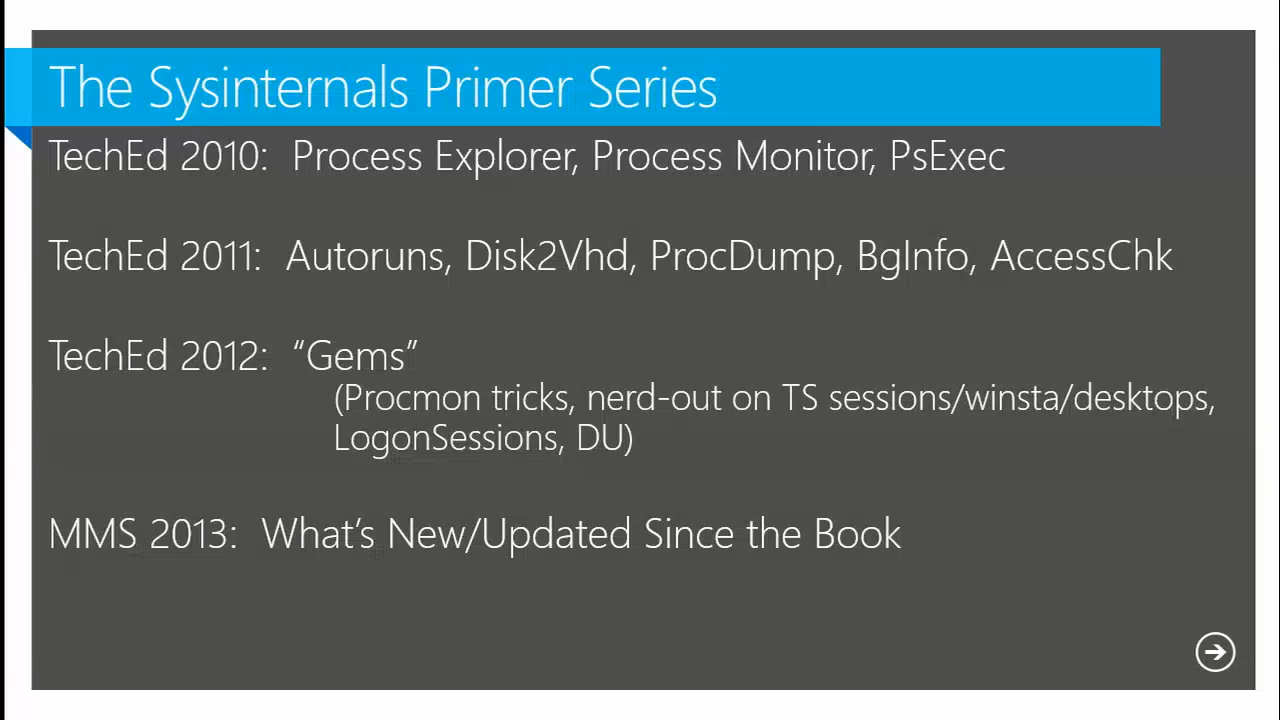 The Sysinternals Primer Series
TechEd 2010:  Process Explorer, Process Monitor, PsExec
TechEd 2011:  Autoruns, Disk2Vhd, ProcDump, BgInfo, AccessChk
TechEd 2012:  “Gems”
(Procmon tricks, nerd-out on TS sessions/winsta/desktops,
LogonSessions, DU)
MMS 2013:  What’s New/Updated Since the Book